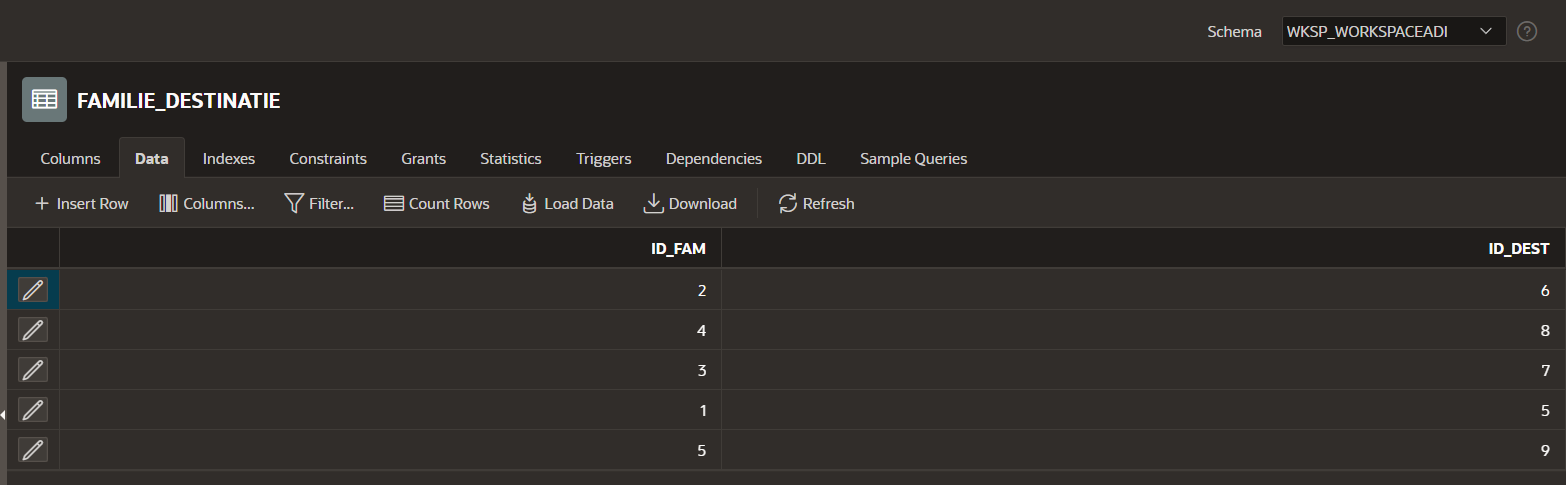 Schema WKSP_WORKSPACEADI
FAMILIE_DESTINATIE
Columns Data Indexes Constraints Grants Statistics Triggers Dependencies DDL Sample Queries
Insert Row Columns... Filter... Count Rows Load Data Download Refresh
ID_FAM ID_DEST
2 6
4 8
3 7
1 5
5 9